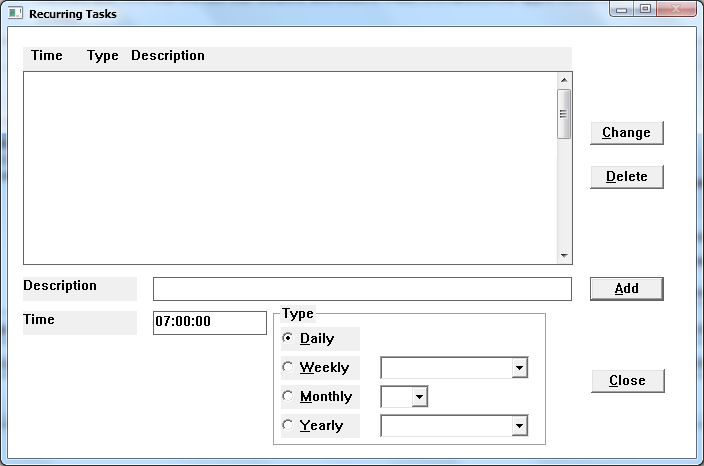 Recurring Tasks
Time Type Description
Change
Delete
Description
Add
Time
07:00:00
Type
Daily
Weekly
Monthly
Yearly
Close